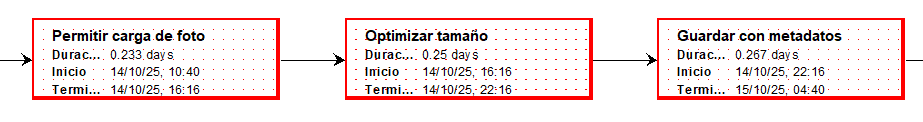 Permitir carga de foto
Durac... 0.233 days
Inicio 14/10/25, 10:40
Termi... 14/10/25, 16:16
Optimizar tamaño
Durac... 0.25 days
Inicio 14/10/25, 16:16
Termi... 14/10/25, 22:16
Guardar con metadatos
Durac... 0.267 days
Inicio 14/10/25, 22:16
Termi... 15/10/25, 04:40